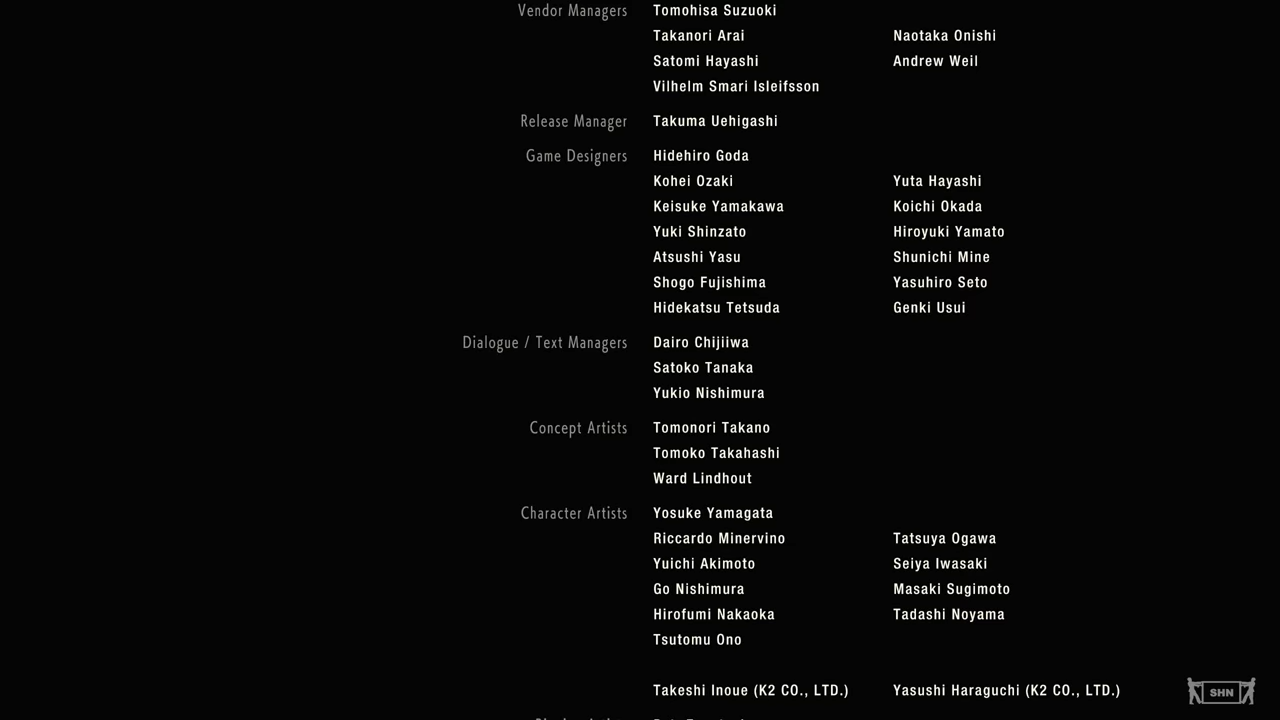 Vendor Managers Tomohisa Suzuoki
Takanori Arai Naotaka Onishi
Satomi Hayashi Andrew Weil
Vilhelm Smari Isleifsson
Release Manager Takuma Uehigashi
Game Designers Hidehiro Goda
Kohei Ozaki Yuta Hayashi
Keisuke Yamakawa Koichi Okada
Yuki Shinzato Hiroyuki Yamato
Atsushi Yasu Shunichi Mine
Shogo Fujishima Yasuhiro Seto
Hidekatsu Tetsuda Genki Usui
Dialogue / Text Managers Dairo Chijiiwa
Satoko Tanaka
Yukio Nishimura
Concept Artists Tomonori Takano
Tomoko Takahashi
Ward Lindhout
Character Artists Yosuke Yamagata
Riccardo Minervino Tatsuya Ogawa
Yuichi Akimoto Seiya Iwasaki
Go Nishimura Masaki Sugimoto
Hirofumi Nakaoka Tadashi Noyama
Tsutomu Ono
Takeshi Inoue (K2 CO., LTD.) Yasushi Haraguchi (K2 CO., LTD.)
SHN